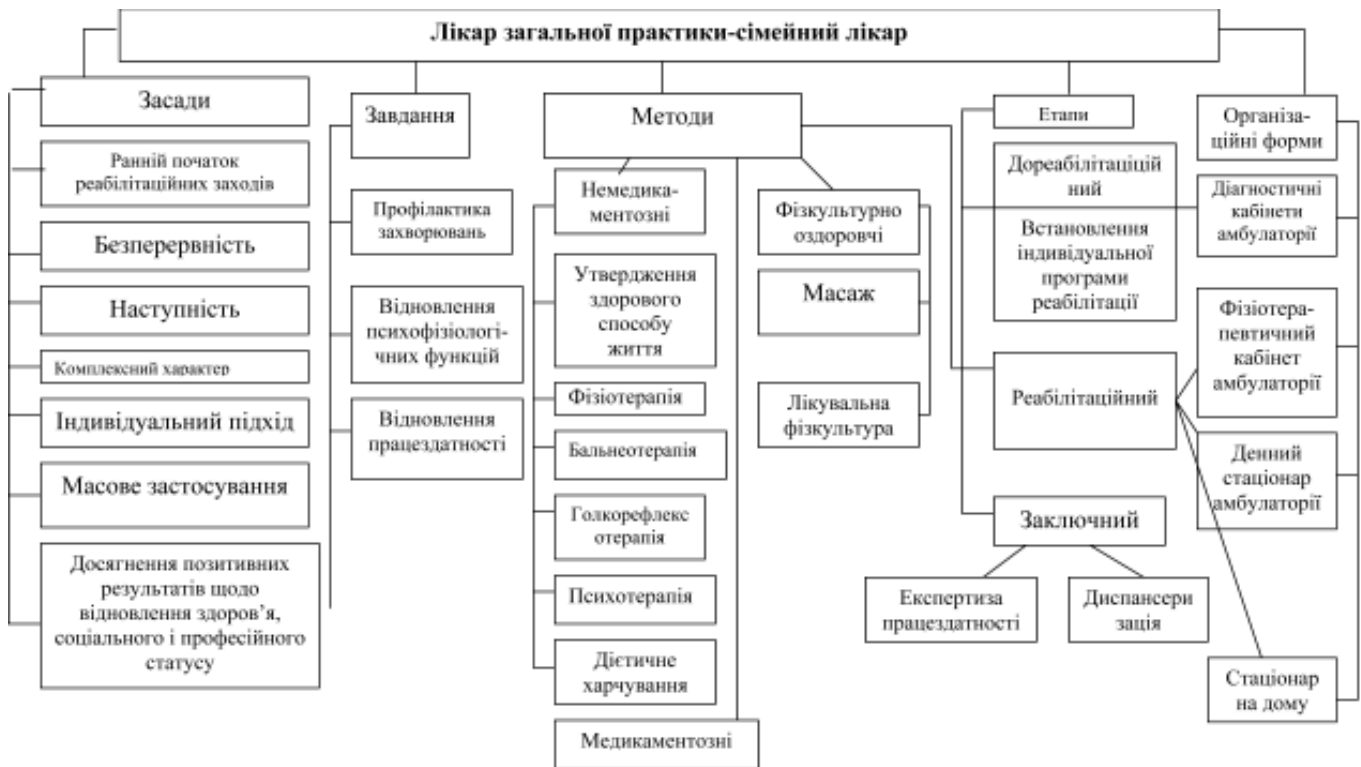 Лікар загальної практики-сімейний лікар
Засади
Ранній початок
реабілітаційних заходів
Безперервність
Наступність
Комплексний характер
Індивідуальний підхід
Масове застосування
Досягнення позитивних
результатів щодо
відновлення здоров’я,
соціального і професійного
статусу
Завдання
Профілактика
захворювань
Відновлення
психофізіологі-
чних функцій
Відновлення
працездатності
Методи
Немедика-
ментозні
Утвердження
здорового
способу
життя
Фізіотерапія
Бальнеотерапія
Голкорефлекс
отерапія
Психотерапія
Дієтичне
харчування
Медикаментозні
Фізкультурно
оздоровчі
Масаж
Лікувальна
фізкультура
Етапи
Дореабілітаціцій
ний
Встановлення
індивідуальної
програми
реабілітації
Реабілітаційний
Заключний
Експертиза
працездатності
Диспансери
зація
Організа-
ційні форми
Діагностичні
кабінети
амбулаторії
Фізіотера-
певтичний
кабінет
амбулаторії
Денний
стаціонар
амбулаторії
Стаціонар
на дому